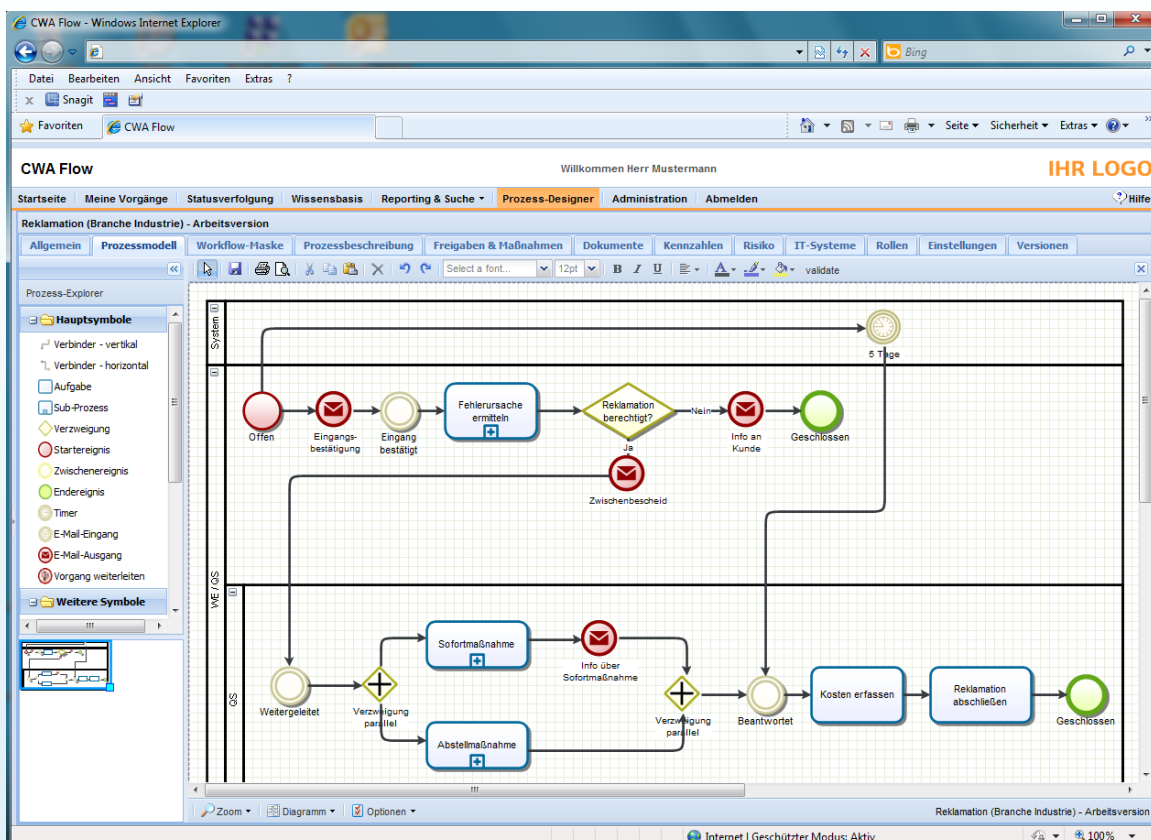 CWA Flow - Windows Internet Explorer
Bing
Datei Bearbeiten Ansicht Favoriten Extras ?
x Snagit
Favoriten CWA Flow Seite Sicherheit Extras
CWA Flow Willkommen Herr Mustermann IHR LOGO
Startseite Meine Vorgänge Statusverfolgung Wissensbasis Reporting & Suche Prozess-Designer Administration Abmelden Hilfe
Reklamation (Branche Industrie) - Arbeitsversion
Allgemein Prozessmodell Workflow-Maske Prozessbeschreibung Freigaben & Maßnahmen Dokumente Kennzahlen Risiko IT-Systeme Rollen Einstellungen Versionen
Select a font... 12pt B I U validate
Prozess-Explorer
Hauptsymbole
Verbinder - vertikal
Verbinder - horizontal
Aufgabe
Sub-Prozess
Verzweigung
Startereignis
Zwischenereignis
Endereignis
Timer
E-Mail-Eingang
E-Mail-Ausgang
Vorgang weiterleiten
Weitere Symbole
System
5 Tage
WE / QS
Offen
Eingangs-
bestätigung
Eingang
bestätigt
Fehlerursache
ermitteln
Reklamation
berechtigt?
Nein
Info an
Kunde
Geschlossen
Ja
Zwischenbescheid
QS
Weitergeleitet
Verzweigung
parallel
Sofortmaßnahme
Info über
Sofortmaßnahme
Abstellmaßnahme
Verzweigung
parallel
Beantwortet
Kosten erfassen
Reklamation
abschließen
Geschlossen
Zoom Diagramm Optionen Reklamation (Branche Industrie) - Arbeitsversion
Internet | Geschützter Modus: Aktiv 100%